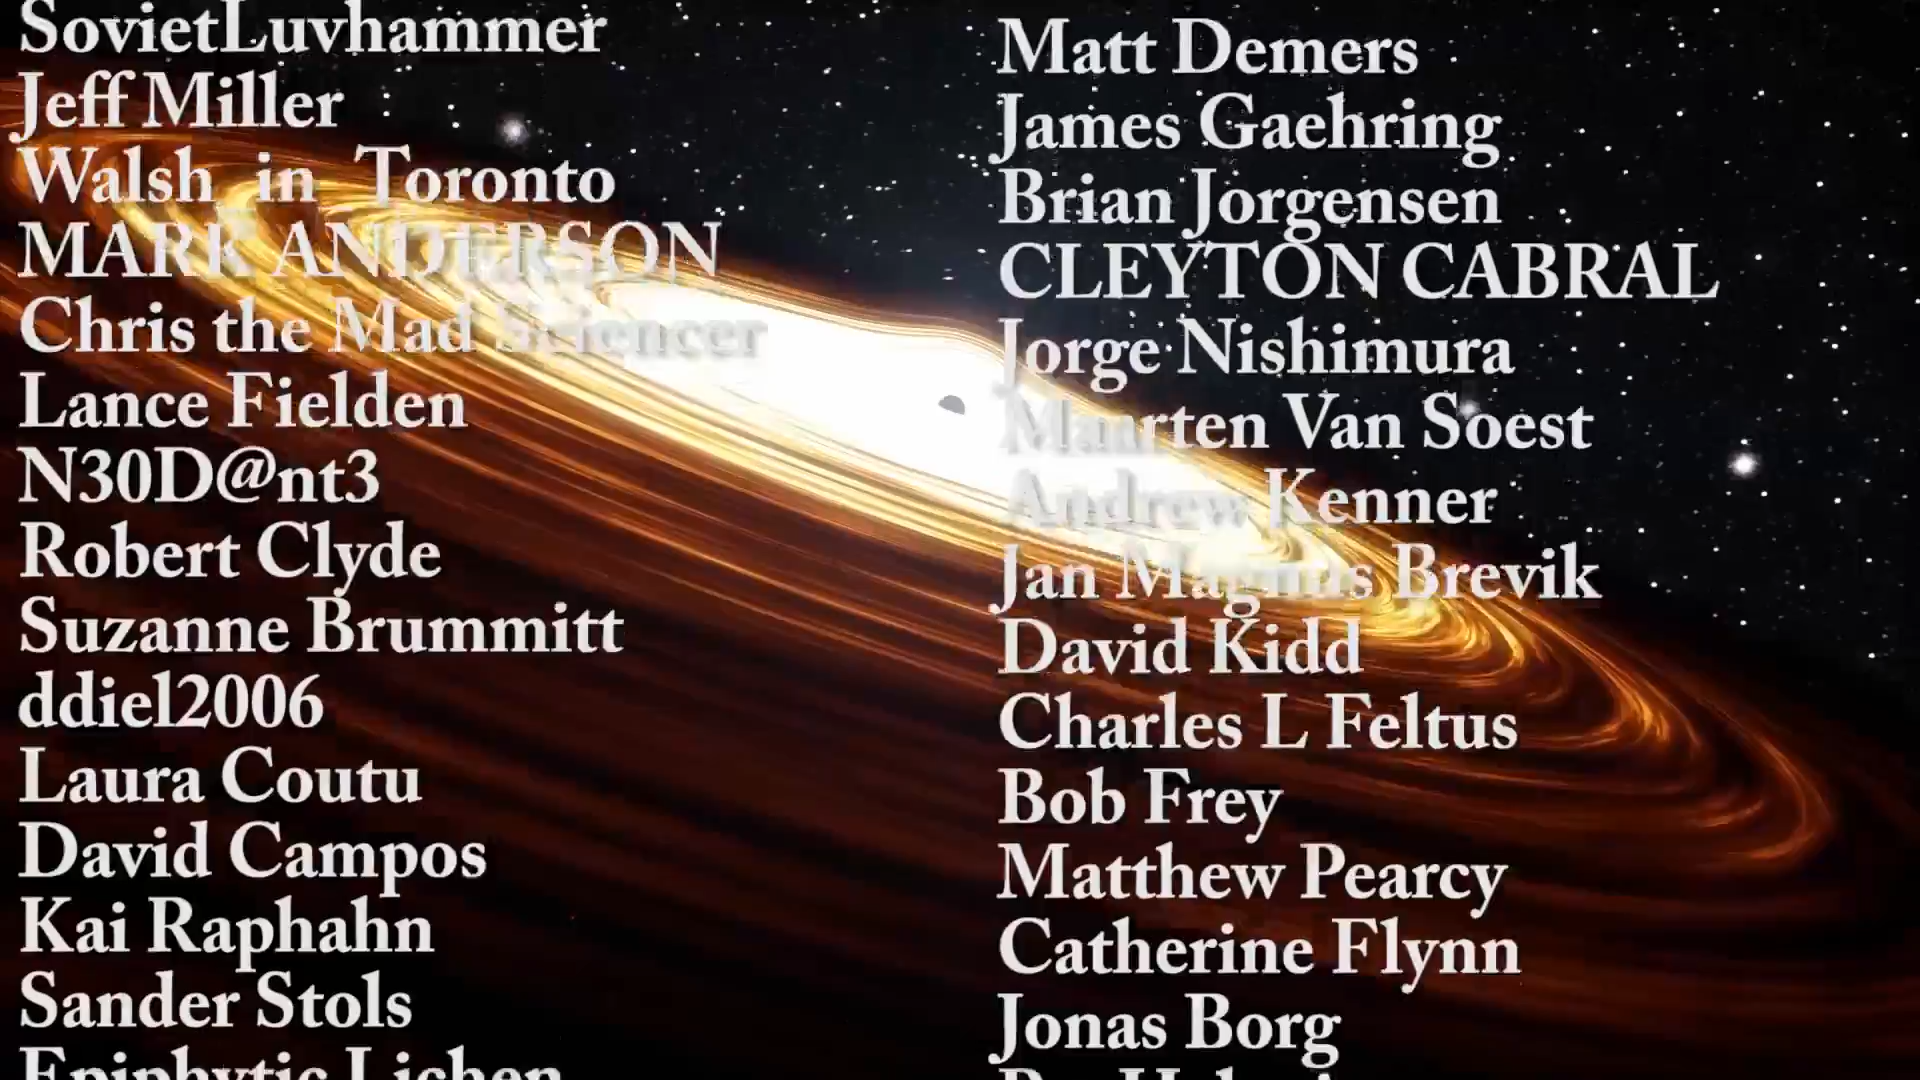 SovietLuvhammer
Jeff Miller
Walsh in Toronto
MARK ANDERSON
Chris the Mad Sciencer
Lance Fielden
N30D@nt3
Robert Clyde
Suzanne Brummitt
ddiel2006
Laura Coutu
David Campos
Kai Raphahn
Sander Stols
Epiphytic Lichen
Matt Demers
James Gaehring
Brian Jorgensen
CLEYTON CABRAL
Jorge Nishimura
Maarten Van Soest
Andrew Kenner
Jan Magnus Brevik
David Kidd
Charles L Feltus
Bob Frey
Matthew Pearcy
Catherine Flynn
Jonas Borg